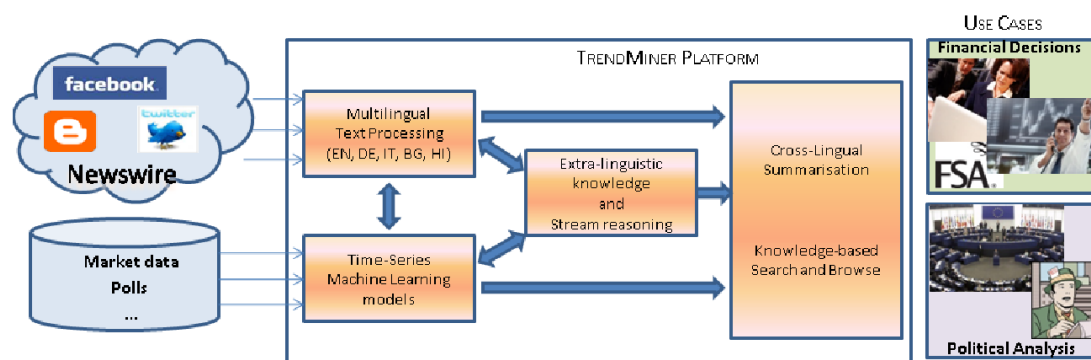 USE CASES
TRENDMINER PLATFORM
Financial Decisions
facebook
twitter
Newswire
Multilingual
Text Processing
(EN, DE, IT, BG, HI)
Extra-linguistic
knowledge
and
Stream reasoning
Cross-Lingual
Summarisation
FSA
Market data
Polls
...
Time-Series
Machine Learning
models
Knowledge-based
Search and Browse
Political Analysis